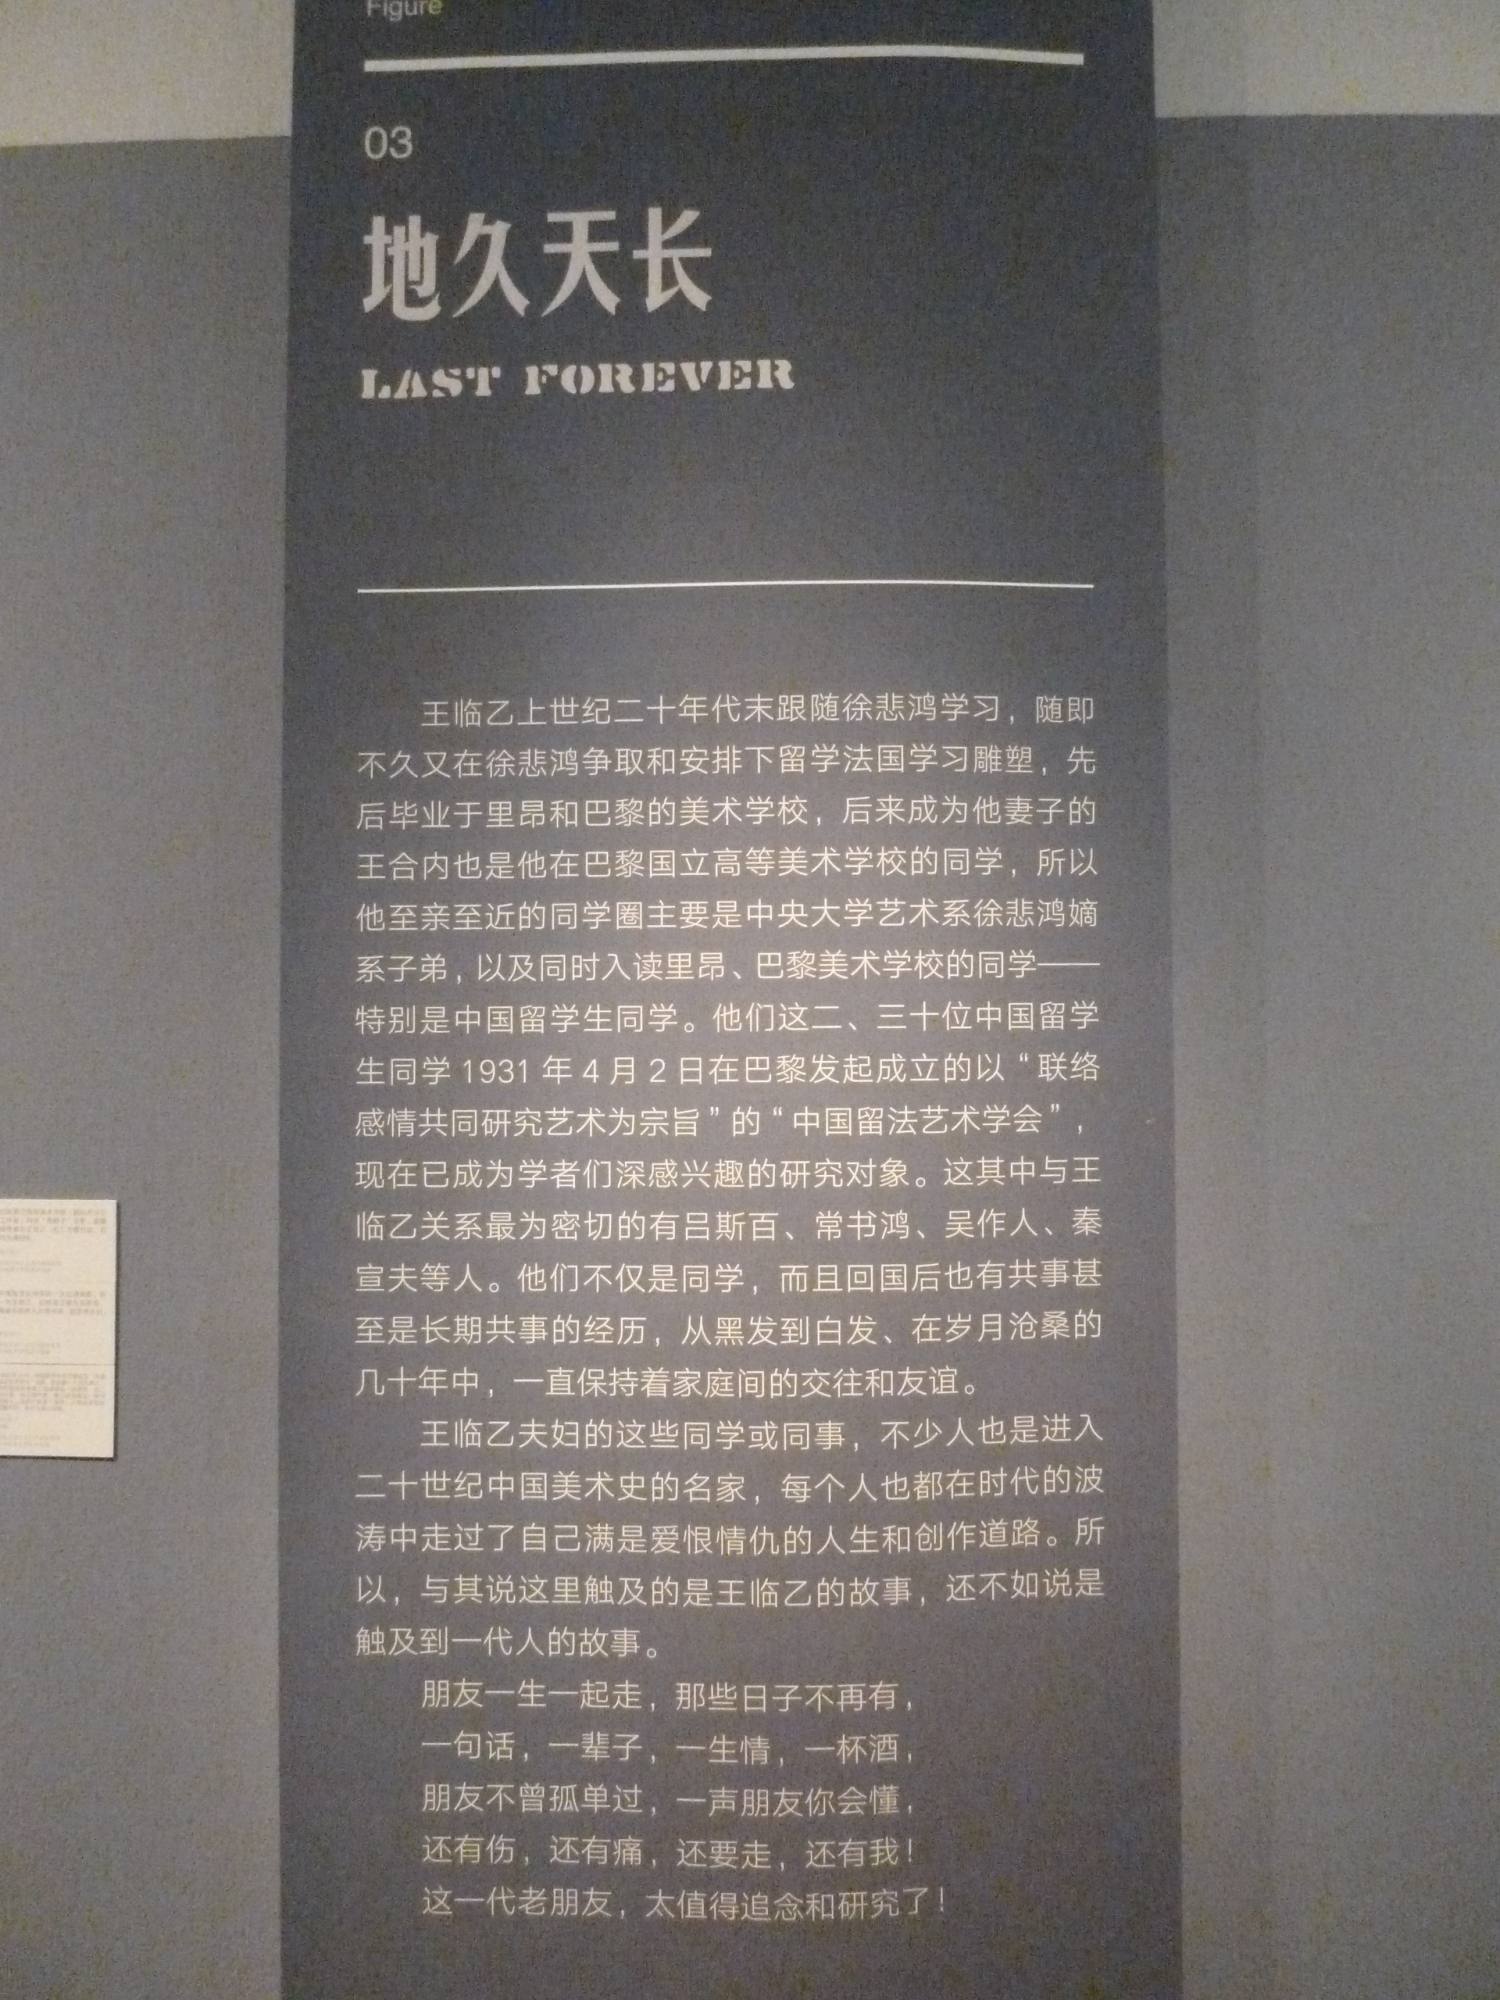 Figure
03
地久天长
LAST FOREVER
王临乙上世纪二十年代末跟随徐悲鸿学习，随即
不久又在徐悲鸿争取和安排下留学法国学习雕塑，先
后毕业于里昂和巴黎的美术学校，后来成为他妻子的
王合内也是他在巴黎国立高等美术学校的同学，所以
他至亲至近的同学圈主要是中央大学艺术系徐悲鸿嫡
系子弟，以及同时入读里昂、巴黎美术学校的同学——
特别是中国留学生同学。他们这二、三十位中国留学
生同学 1931 年 4 月 2 日在巴黎发起成立的以“联络
感情共同研究艺术为宗旨”的“中国留法艺术学会”，
现在已成为学者们深感兴趣的研究对象。这其中与王
临乙关系最为密切的有吕斯百、常书鸿、吴作人、秦
宣夫等人。他们不仅是同学，而且回国后也有共事甚
至是长期共事的经历，从黑发到白发、在岁月沧桑的
几十年中，一直保持着家庭间的交往和友谊。
王临乙夫妇的这些同学或同事，不少人也是进入
二十世纪中国美术史的名家，每个人也都在时代的波
涛中走过了自己满是爱恨情仇的人生和创作道路。所
以，与其说这里触及的是王临乙的故事，还不如说是
触及到一代人的故事。
朋友一生一起走，那些日子不再有，
一句话，一辈子，一生情，一杯酒，
朋友不曾孤单过，一声朋友你会懂，
还有伤，还有痛，还要走，还有我！
这一代老朋友，太值得追念和研究了！